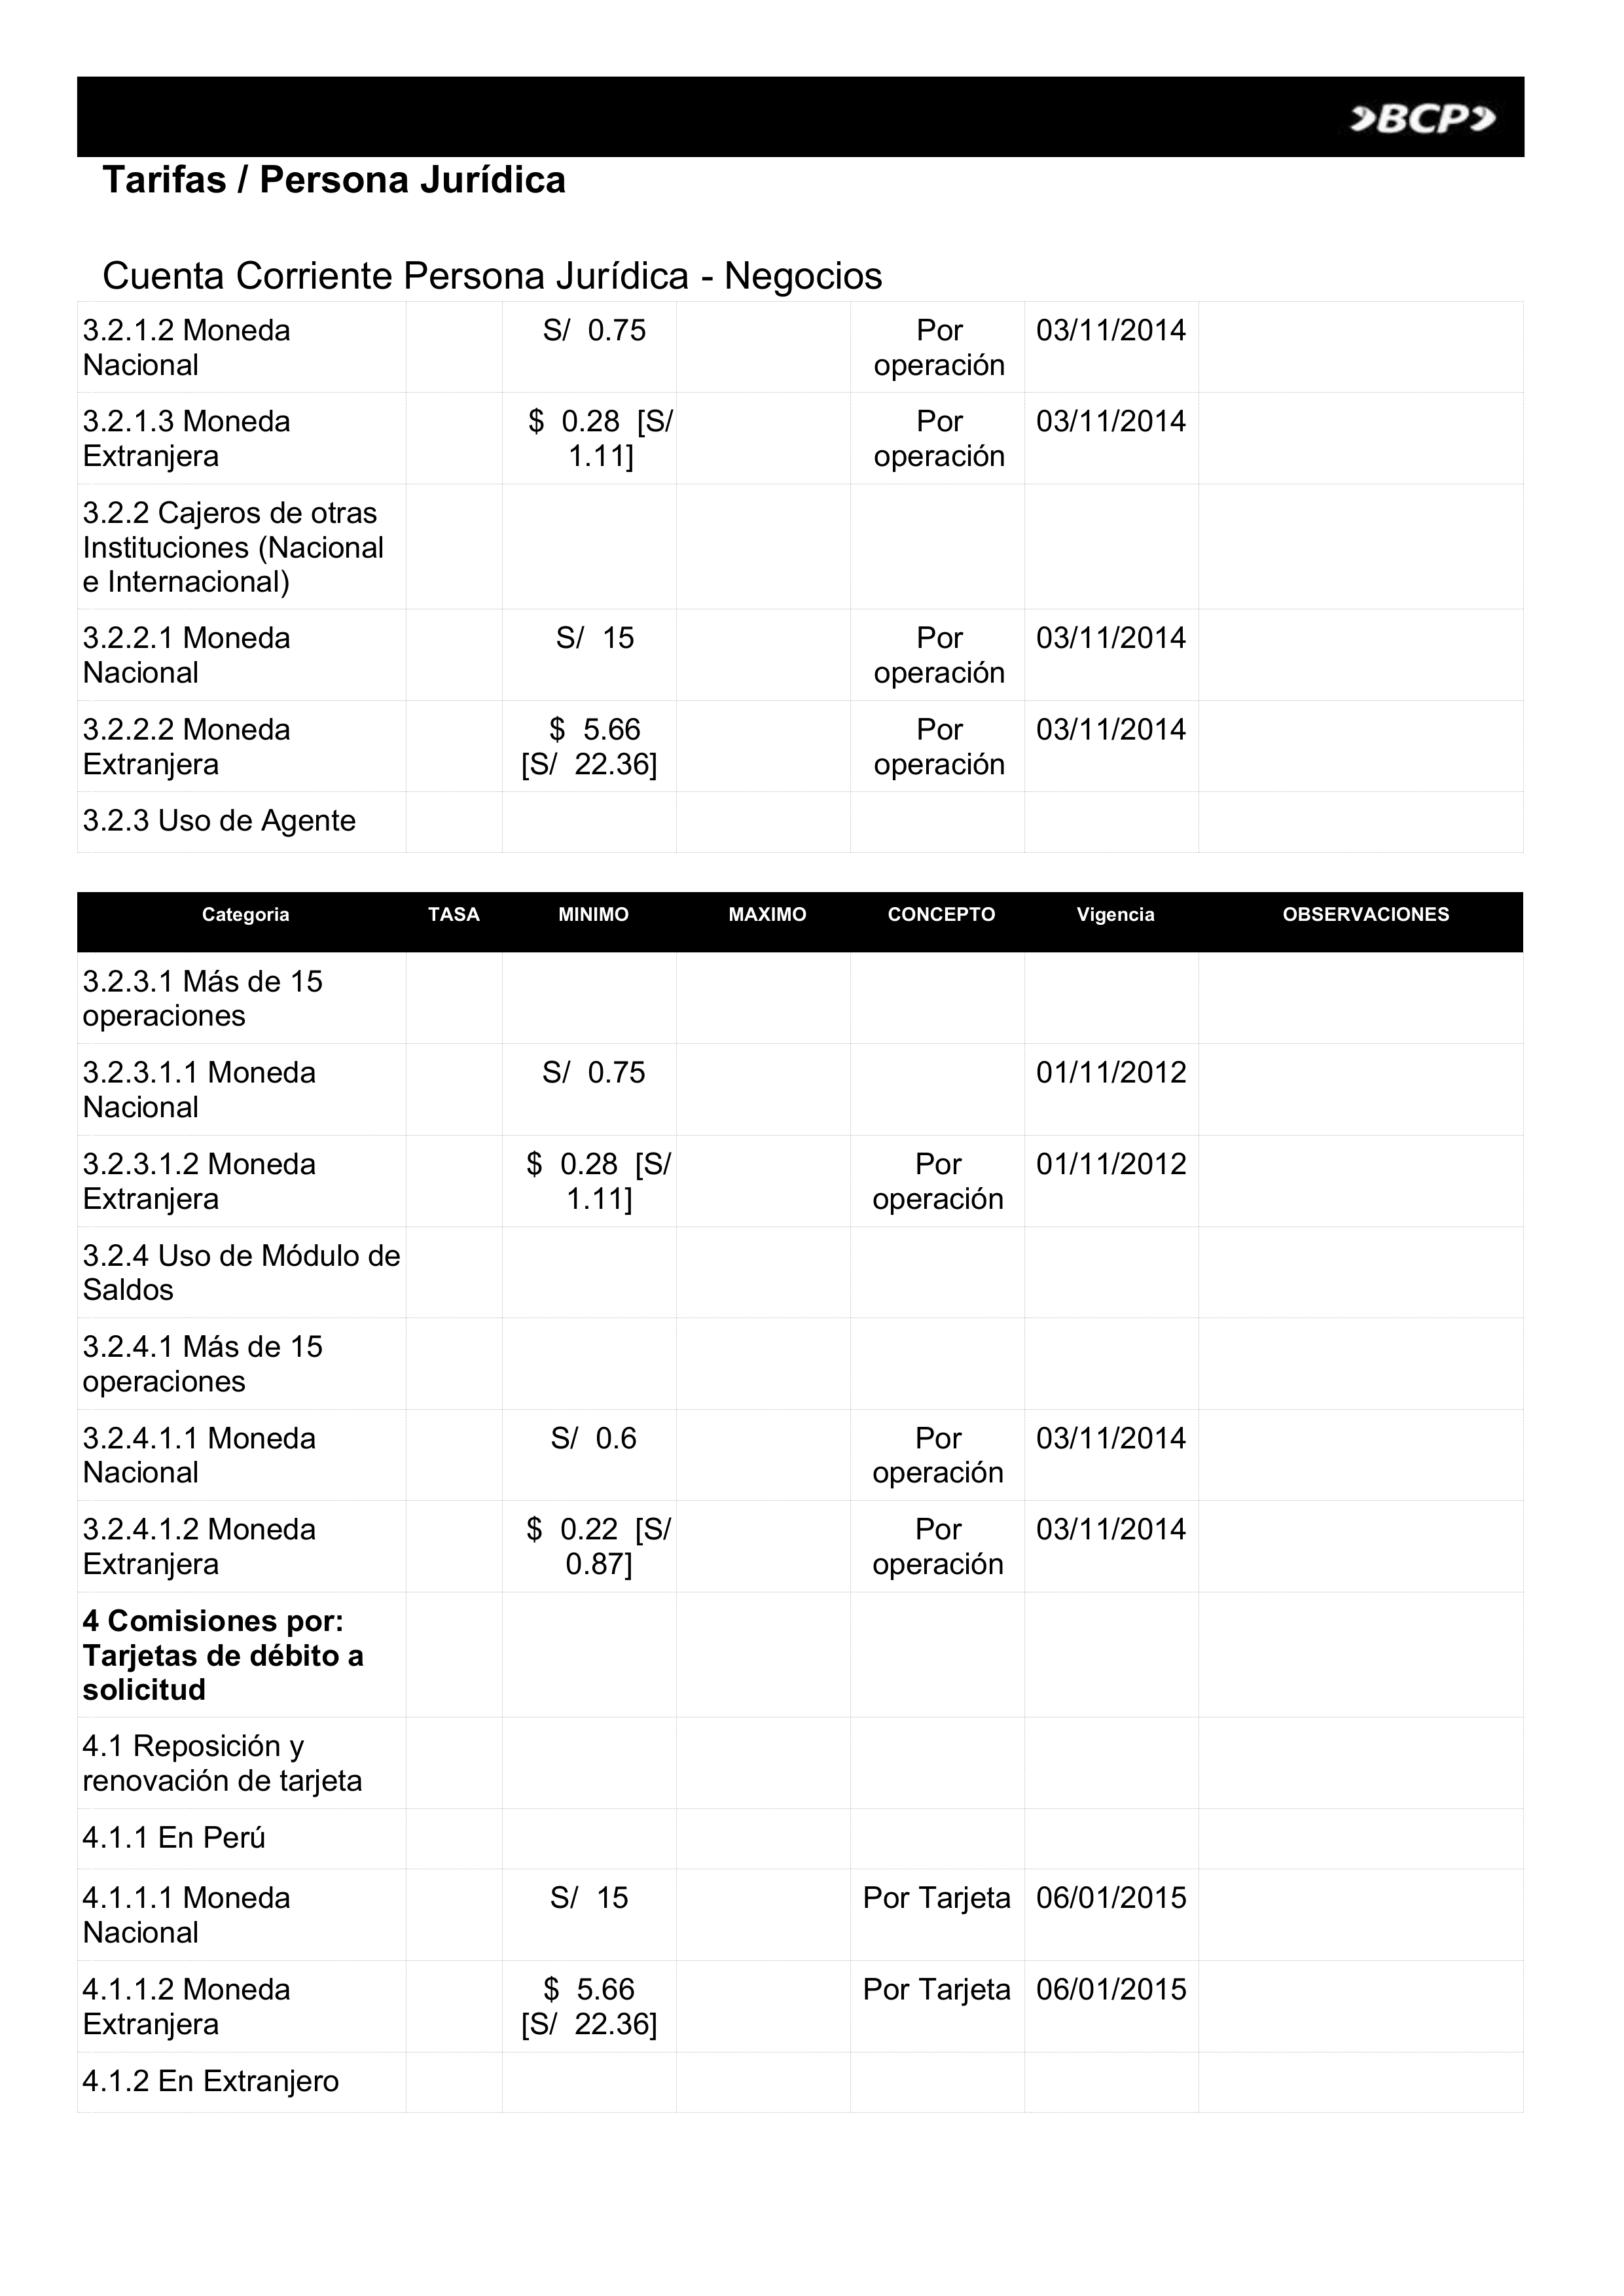 BCP
Tarifas / Persona Jurídica
Cuenta Corriente Persona Jurídica - Negocios
3.2.1.2 Moneda Nacional S/ 0.75 Por operación 03/11/2014
3.2.1.3 Moneda Extranjera $ 0.28 [S/ 1.11] Por operación 03/11/2014
3.2.2 Cajeros de otras Instituciones (Nacional e Internacional)
3.2.2.1 Moneda Nacional S/ 15 Por operación 03/11/2014
3.2.2.2 Moneda Extranjera $ 5.66 [S/ 22.36] Por operación 03/11/2014
3.2.3 Uso de Agente
Categoria TASA MINIMO MAXIMO CONCEPTO Vigencia OBSERVACIONES
3.2.3.1 Más de 15 operaciones
3.2.3.1.1 Moneda Nacional S/ 0.75 01/11/2012
3.2.3.1.2 Moneda Extranjera $ 0.28 [S/ 1.11] Por operación 01/11/2012
3.2.4 Uso de Módulo de Saldos
3.2.4.1 Más de 15 operaciones
3.2.4.1.1 Moneda Nacional S/ 0.6 Por operación 03/11/2014
3.2.4.1.2 Moneda Extranjera $ 0.22 [S/ 0.87] Por operación 03/11/2014
4 Comisiones por: Tarjetas de débito a solicitud
4.1 Reposición y renovación de tarjeta
4.1.1 En Perú
4.1.1.1 Moneda Nacional S/ 15 Por Tarjeta 06/01/2015
4.1.1.2 Moneda Extranjera $ 5.66 [S/ 22.36] Por Tarjeta 06/01/2015
4.1.2 En Extranjero